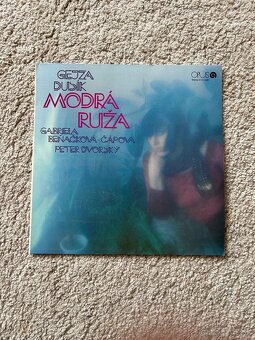 GEJZA
DUSÍK
OPUS
MODRÁ
RUŽA
GABRIELA
BEŇAČKOVÁ-ČÁPOVÁ
PETER DVORSKÝ